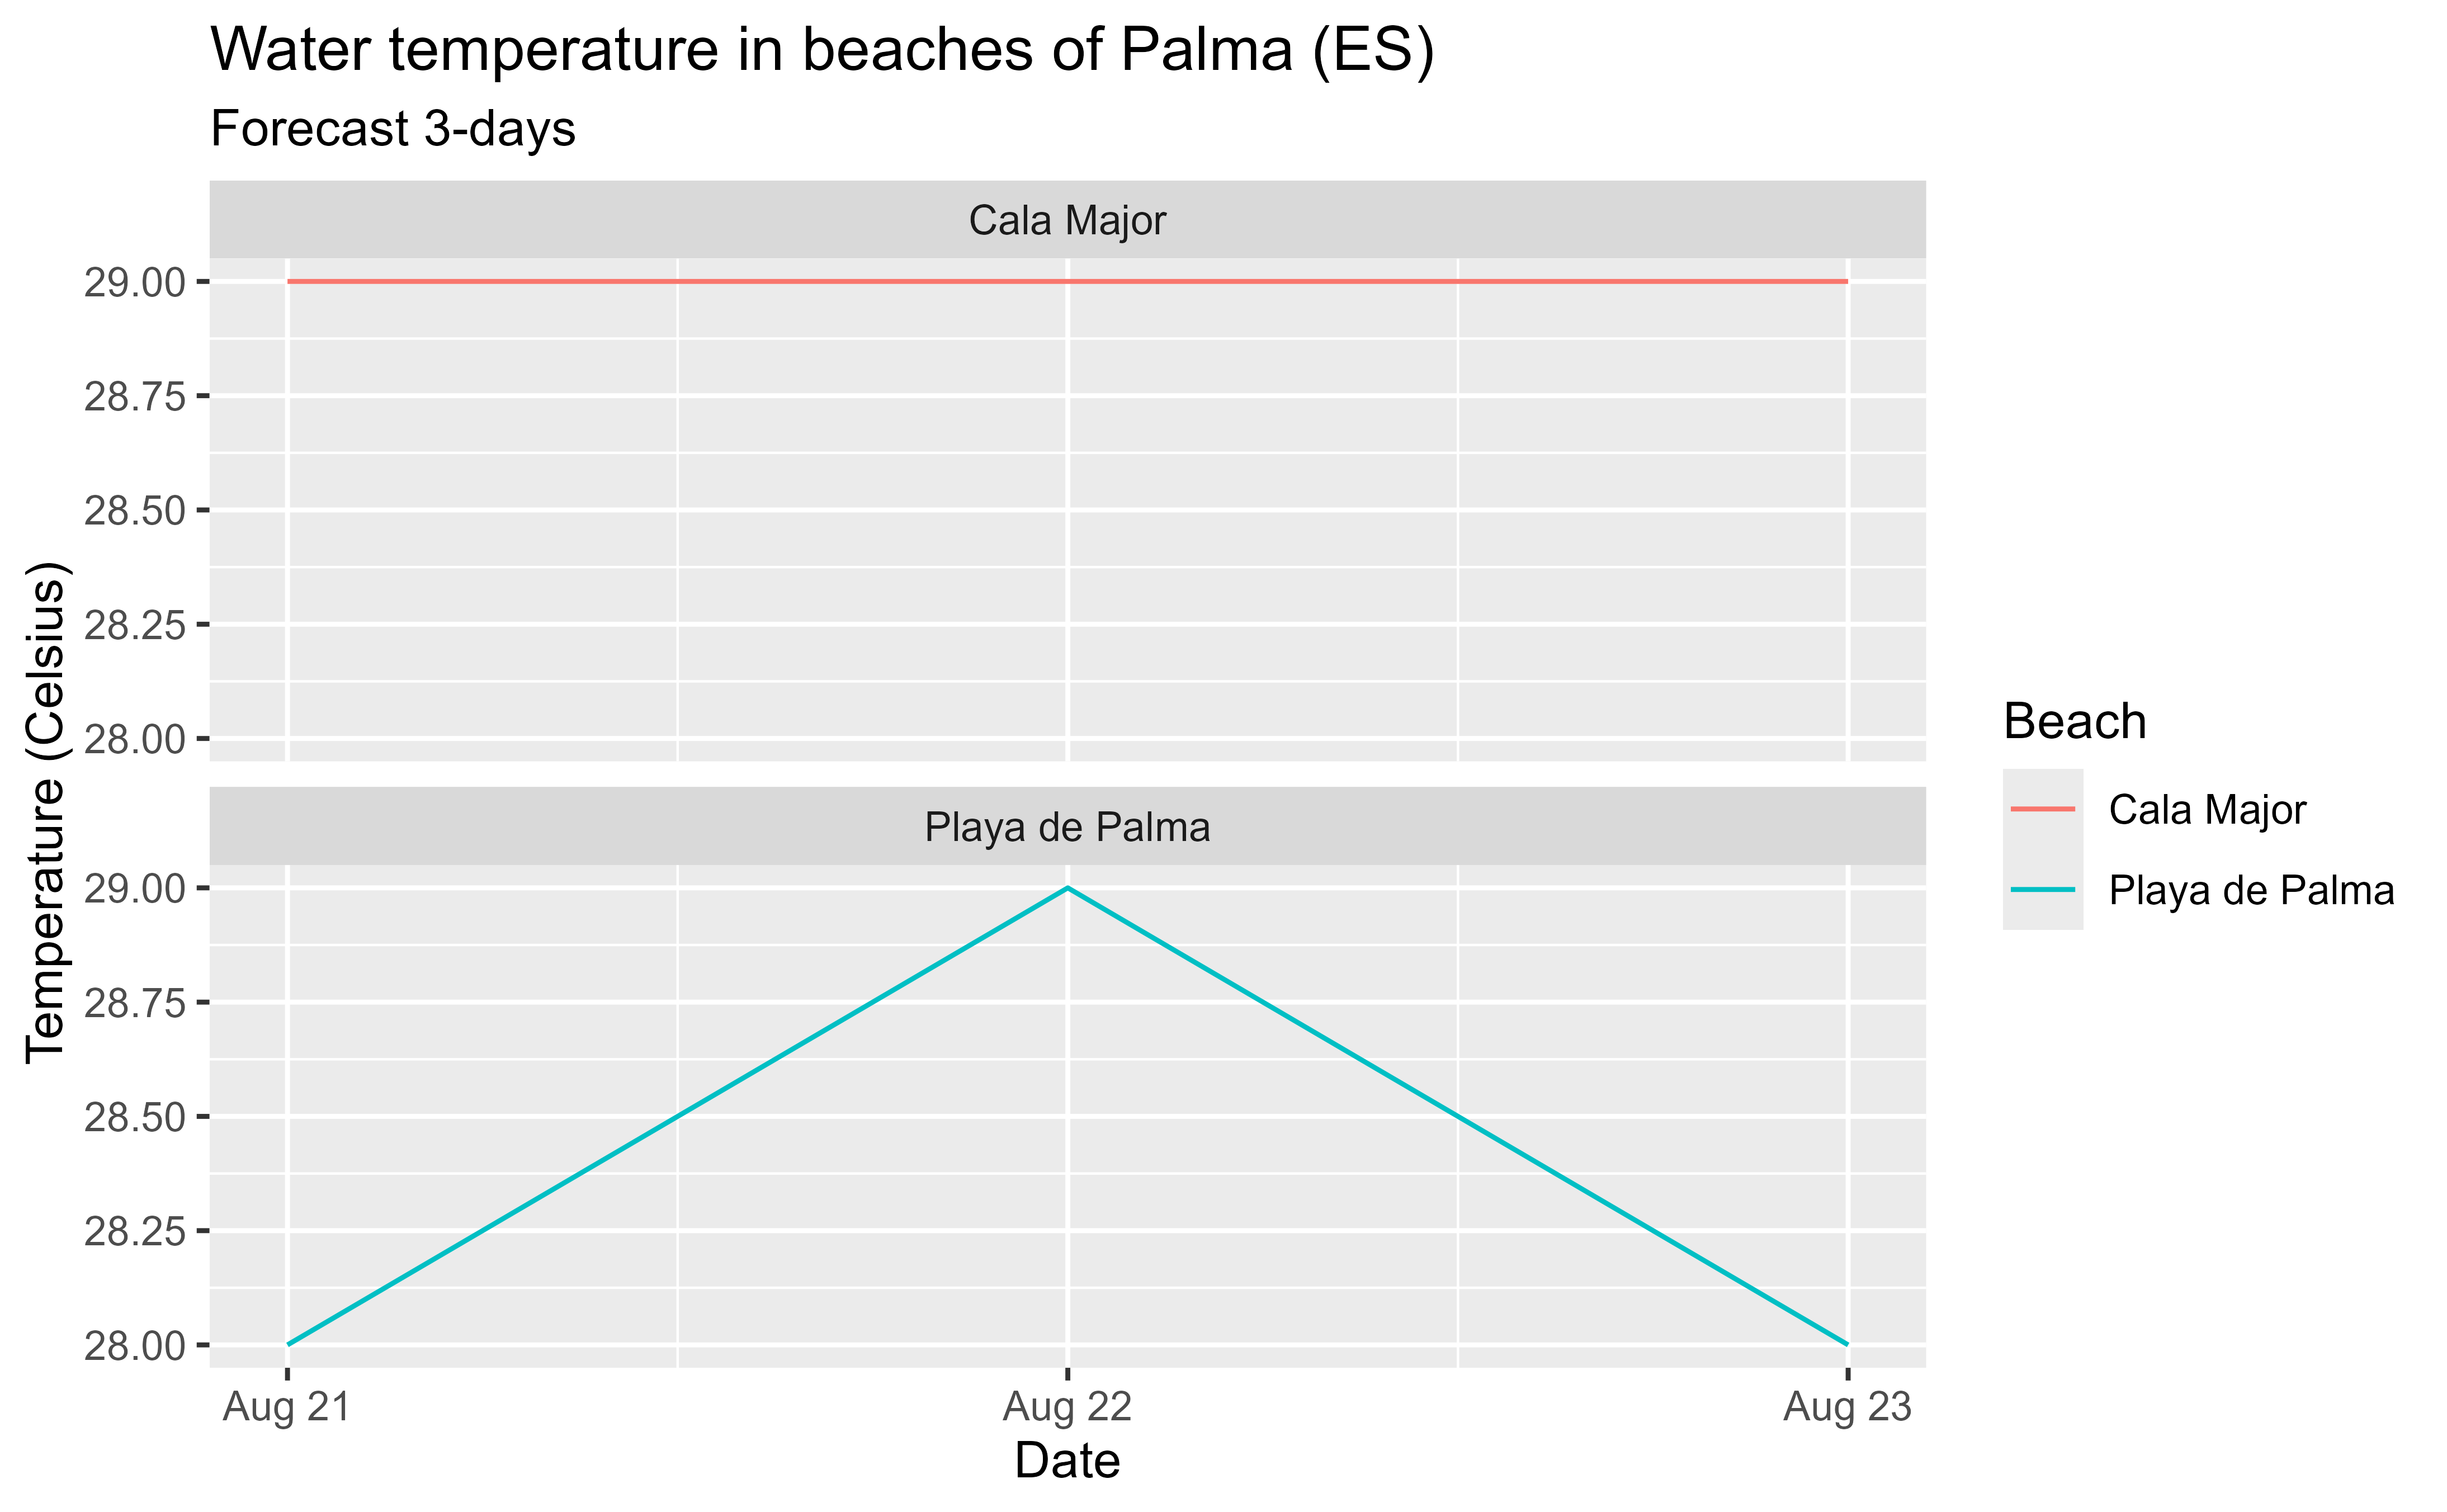 Water temperature in beaches of Palma (ES)
Forecast 3-days
Cala Major
29.00
28.75
28.50
28.25
28.00
Playa de Palma
29.00
28.75
28.50
28.25
28.00
Temperature (Celsius)
Aug 21
Aug 22
Aug 23
Date
Beach
Cala Major
Playa de Palma